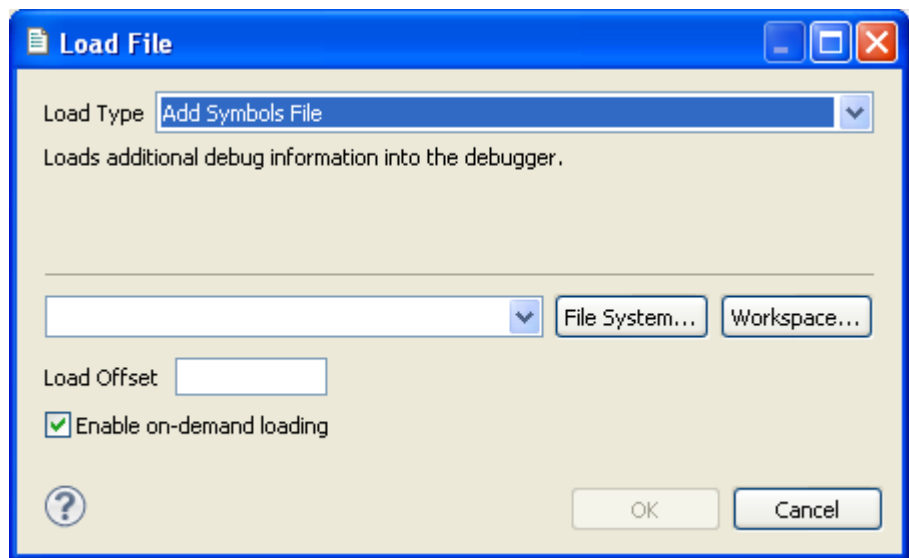 Load File
Load Type Add Symbols File
Loads additional debug information into the debugger.
File System... Workspace...
Load Offset
Enable on-demand loading
? OK Cancel